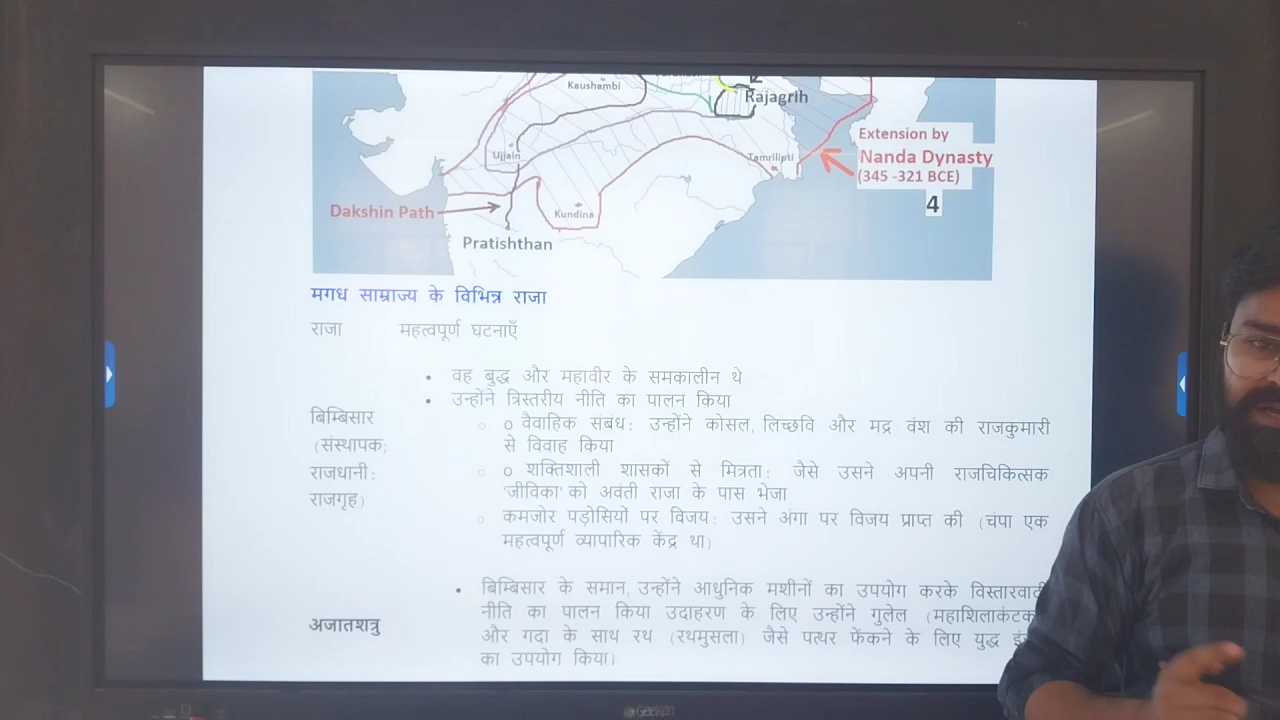 Kaushambi
Rajagrih
Extension by
Nanda Dynasty
(345 -321 BCE)
4
Ujjain
Tamrilipti
Dakshin Path
Kundina
Pratishthan
मगध साम्राज्य के विभिन्न राजा
राजा महत्वपूर्ण घटनाएँ
• वह बुद्ध और महावीर के समकालीन थे
• उन्होंने त्रिस्तरीय नीति का पालन किया
बिम्बिसार
(संस्थापक;
राजधानी:
राजगृह)
o वैवाहिक संबंध: उन्होंने कोसल, लिच्छवि और मद्र वंश की राजकुमारी
से विवाह किया
o शक्तिशाली शासकों से मित्रता: जैसे उसने अपनी राजचिकित्सक
'जीविका' को अवंती राजा के पास भेजा
कमजोर पड़ोसियों पर विजय: उसने अंगा पर विजय प्राप्त की (चंपा एक
महत्वपूर्ण व्यापारिक केंद्र था)
अजातशत्रु
• बिम्बिसार के समान, उन्होंने आधुनिक मशीनों का उपयोग करके विस्तारवादी
नीति का पालन किया उदाहरण के लिए उन्होंने गुलेल (महाशिलाकंटक
और गदा के साथ रथ (रथमुसला) जैसे पत्थर फेंकने के लिए युद्ध
का उपयोग किया।